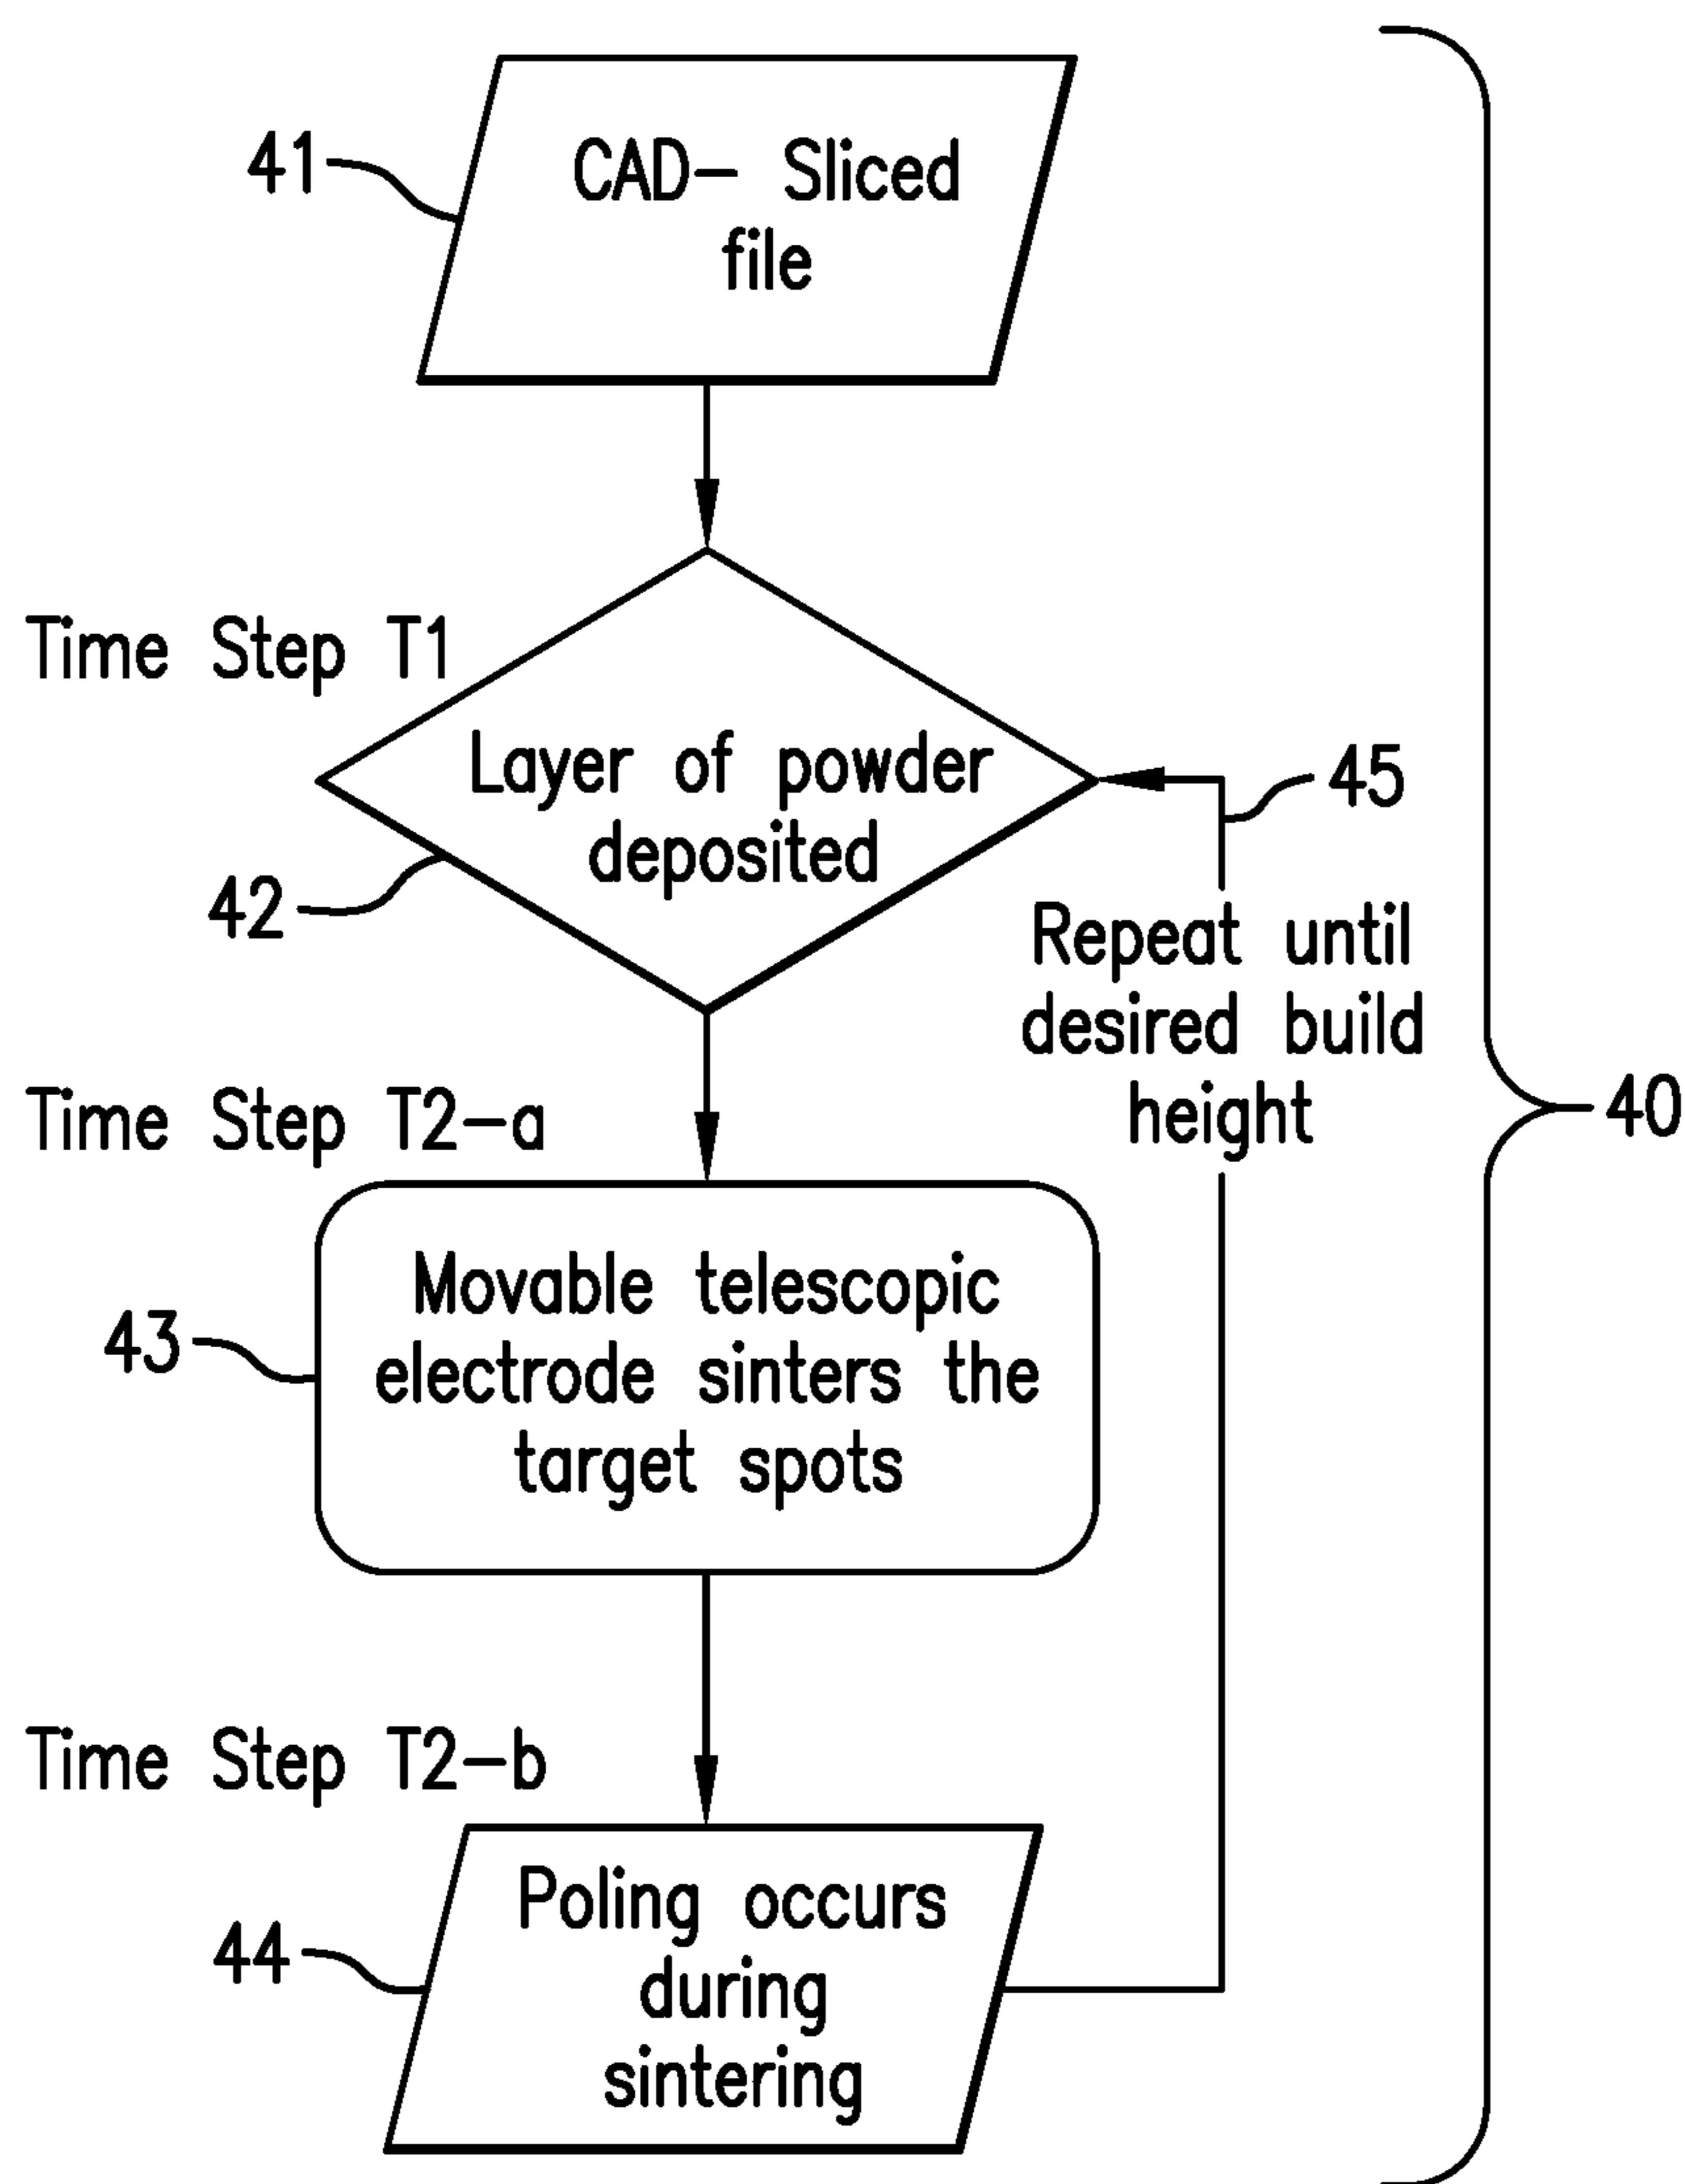 41
CAD- Sliced
file
Time Step T1
Layer of powder
deposited
42
45
Repeat until
desired build
height
40
Time Step T2-a
Movable telescopic
electrode sinters the
target spots
43
Time Step T2-b
Poling occurs
during
sintering
44